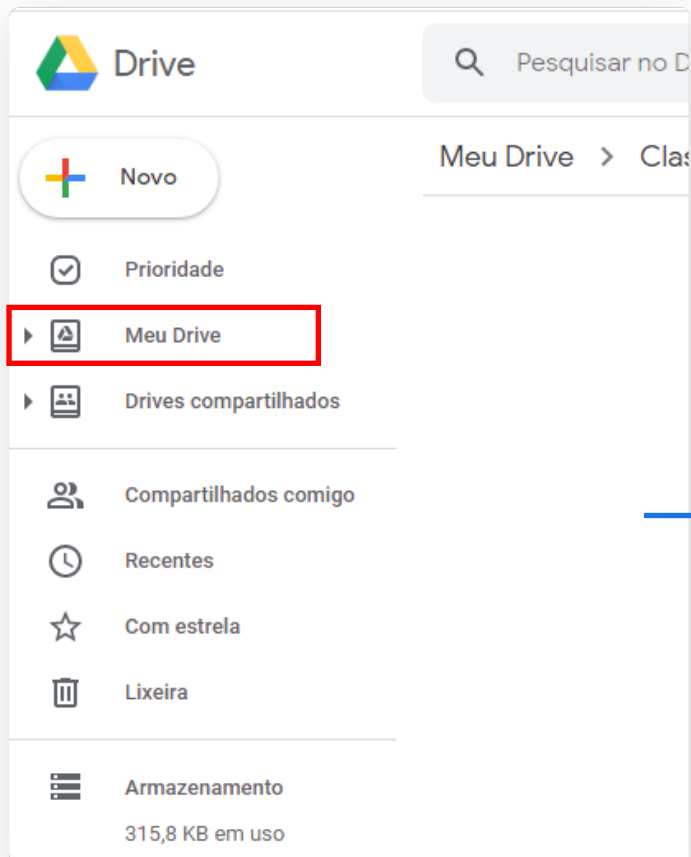 Drive
Pesquisar no D
Novo
Meu Drive > Clas
Prioridade
Meu Drive
Drives compartilhados
Compartilhados comigo
Recentes
Com estrela
Lixeira
Armazenamento
315,8 KB em uso